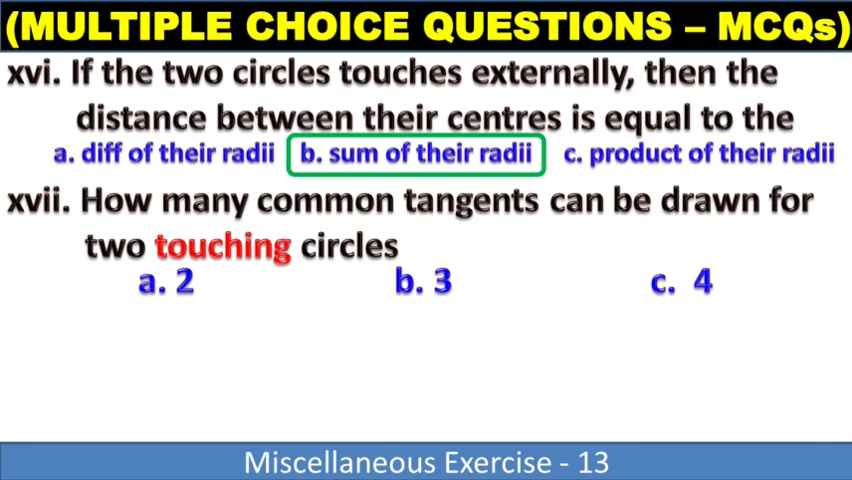 (MULTIPLE CHOICE QUESTIONS – MCQs)
xvi. If the two circles touches externally, then the
distance between their centres is equal to the
a. diff of their radii b. sum of their radii c. product of their radii
xvii. How many common tangents can be drawn for
two touching circles
a. 2 b. 3 c. 4
Miscellaneous Exercise - 13